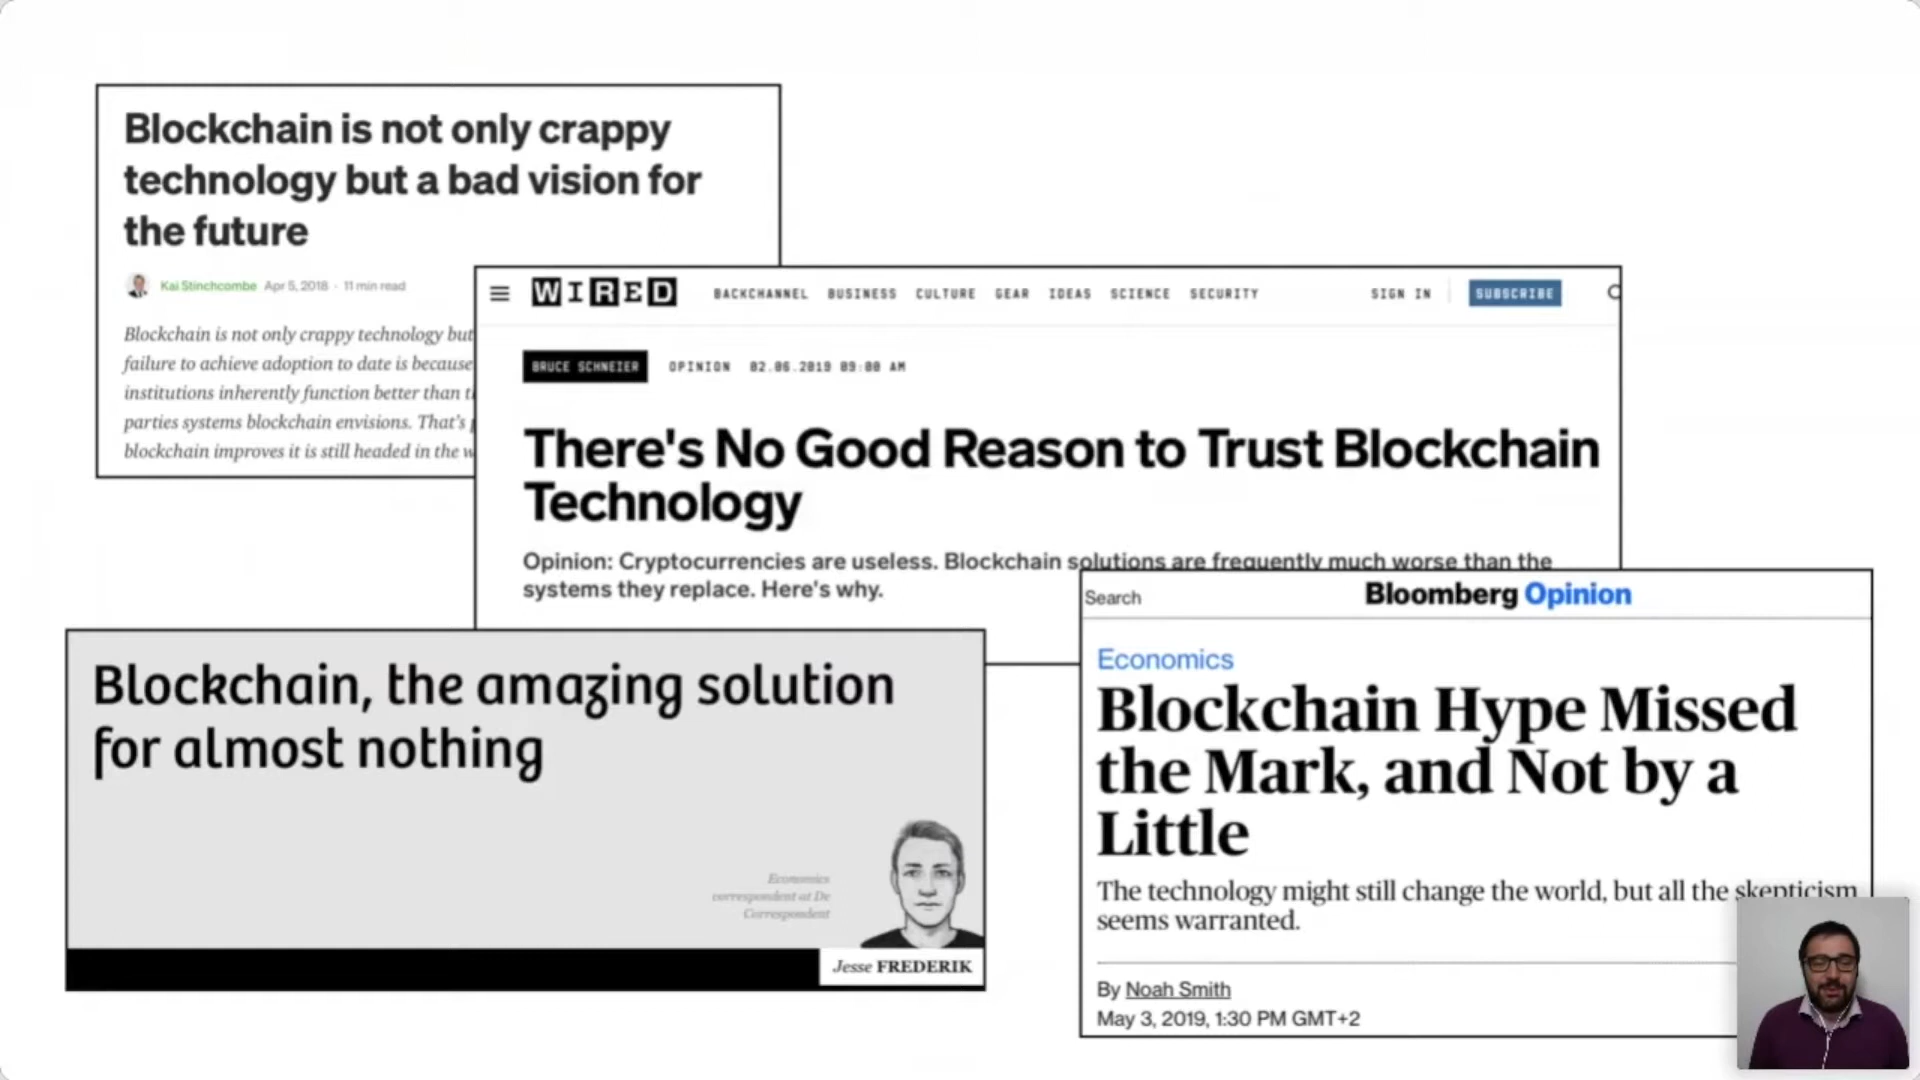 Blockchain is not only crappy
technology but a bad vision for
the future
Kai Stinchcombe Apr 5, 2018 · 11 min read
Blockchain is not only crappy technology but
failure to achieve adoption to date is because
institutions inherently function better than
parties systems blockchain envisions. That's
blockchain improves it is still headed in the
WIRED
BACKCHANNEL BUSINESS CULTURE GEAR IDEAS SCIENCE SECURITY
SIGN IN
SUBSCRIBE
BRUCE SCHNEIER OPINION 02.06.2019 09:00 AM
There's No Good Reason to Trust Blockchain
Technology
Opinion: Cryptocurrencies are useless. Blockchain solutions are frequently much worse than the
systems they replace. Here's why.
Blockchain, the amazing solution
for almost nothing
Economics
correspondent at De
Correspondent
Jesse FREDERIK
Search
Bloomberg Opinion
Economics
Blockchain Hype Missed
the Mark, and Not by a
Little
The technology might still change the world, but all the skepticism
seems warranted.
By Noah Smith
May 3, 2019, 1:30 PM GMT+2